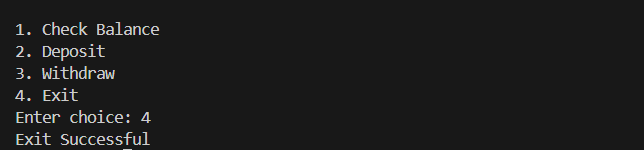 1. Check Balance
2. Deposit
3. Withdraw
4. Exit
Enter choice: 4
Exit Successful